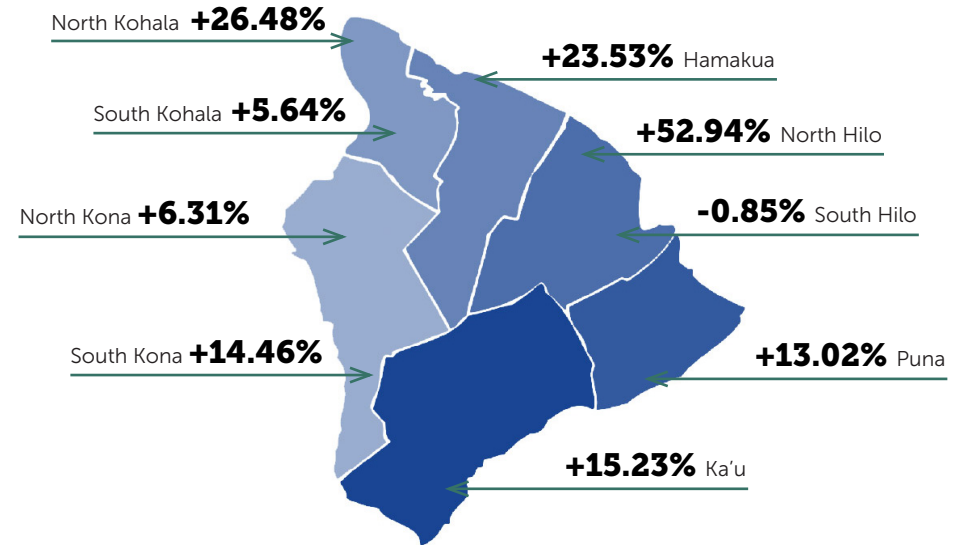 North Kohala +26.48%
+23.53% Hamakua
South Kohala +5.64%
+52.94% North Hilo
North Kona +6.31%
-0.85% South Hilo
South Kona +14.46%
+13.02% Puna
+15.23% Ka’u